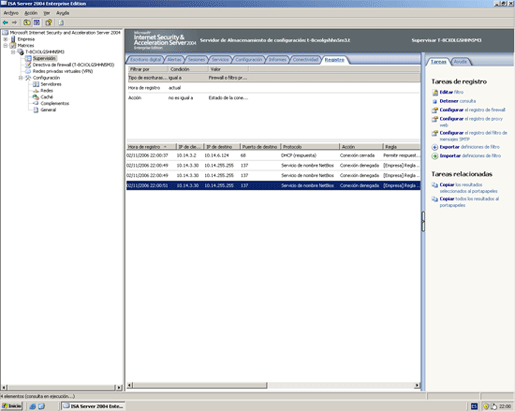 ISA Server 2004 Enterprise Edition
Archivo Acción Ver Ayuda
Microsoft Internet Security and Acceleration Server 2004
Empresa
Matrices
Supervisión
Directiva de firewall
Redes privadas virtuales (VPN)
Configuración
Servidores
Redes
Caché
Complementos
General
Microsoft
Internet Security &
Acceleration Server 2004
Enterprise Edition
Servidor de Almacenamiento de configuración:
Supervisar
Escritorio digital Alertas Sesiones Servicios Configuración Informes Conectividad Registro
Filtrar por Condición Valor
Tipo de escrituras... igual a Firewall o filtro pr...
Hora de registro actual
Acción no es igual a Estado de la cone...
Hora de registro IP de clie... IP de destino Puerto de destino Protocolo Acción Regla
02/11/2006 22:00:37 10.14.3.2 10.14.6.124 68 DHCP (respuesta) Conexión cerrada Permitir respuest...
02/11/2006 22:00:49 10.14.3.30 10.14.255.255 137 Servicio de nombre NetBios Conexión denegada [Empresa] Regla ...
02/11/2006 22:00:49 10.14.3.30 10.14.255.255 137 Servicio de nombre NetBios Conexión denegada [Empresa] Regla ...
02/11/2006 22:00:51 10.14.3.30 10.14.255.255 137 Servicio de nombre NetBios Conexión denegada [Empresa] Regla ...
Tareas Ayuda
Tareas de registro
Editar filtro
Detener consulta
Configurar el registro de firewall
Configurar el registro de proxy
web
Configurar el registro del filtro de
mensajes SMTP
Exportar definiciones de filtro
Importar definiciones de filtro
Tareas relacionadas
Copiar los resultados
seleccionados al portapapeles
Copiar todos los resultados al
portapapeles
4 elementos (consulta en ejecución...)
Inicio
ISA Server 2004 Ente...
ES
22:00